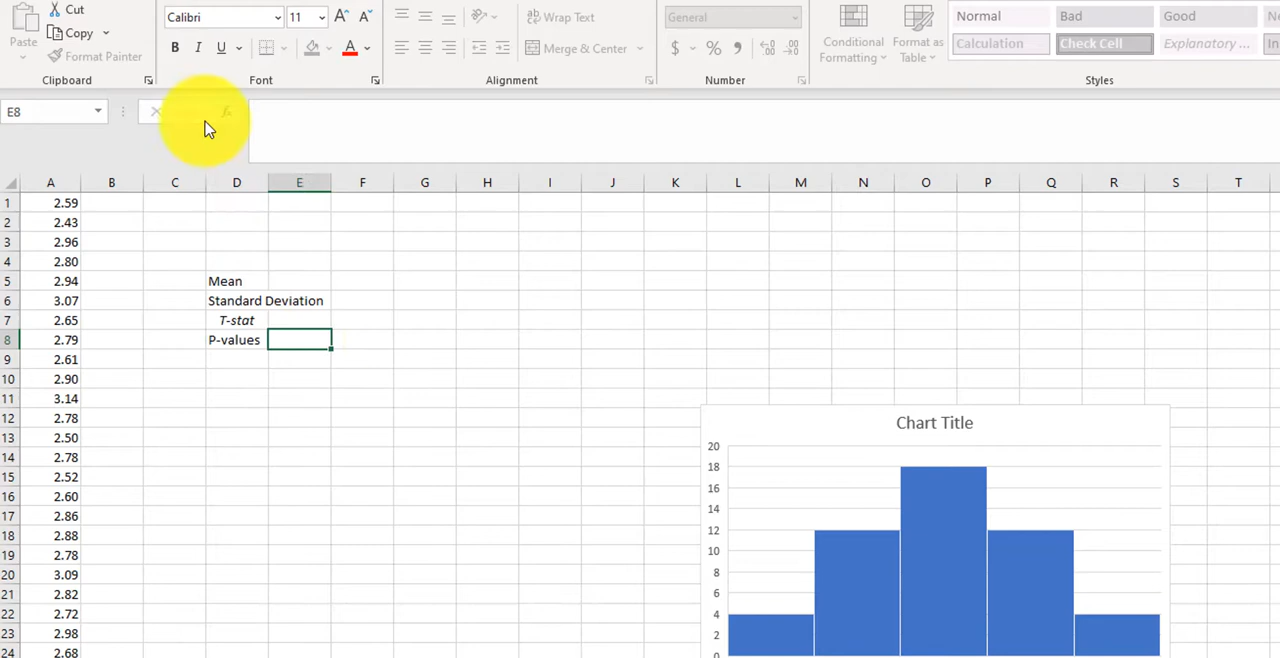 Cut
Copy
Format Painter
Paste
Clipboard
Calibri
11
A A
B I U A
Font
ab Wrap Text
Merge & Center
Alignment
General
$ % ,
Number
Conditional
Formatting
Format as
Table
Normal
Bad
Good
Calculation
Check Cell
Explanatory ...
In
Styles
E8
fx
A B C D E F G H I J K L M N O P Q R S T
1 2.59
2 2.43
3 2.96
4 2.80
5 2.94 Mean
6 3.07 Standard Deviation
7 2.65 T-stat
8 2.79 P-values
9 2.61
10 2.90
11 3.14
12 2.78
13 2.50
14 2.78
15 2.52
16 2.60
17 2.86
18 2.88
19 2.78
20 3.09
21 2.82
22 2.72
23 2.98
24 2.68
Chart Title
20
18
16
14
12
10
8
6
4
2
0